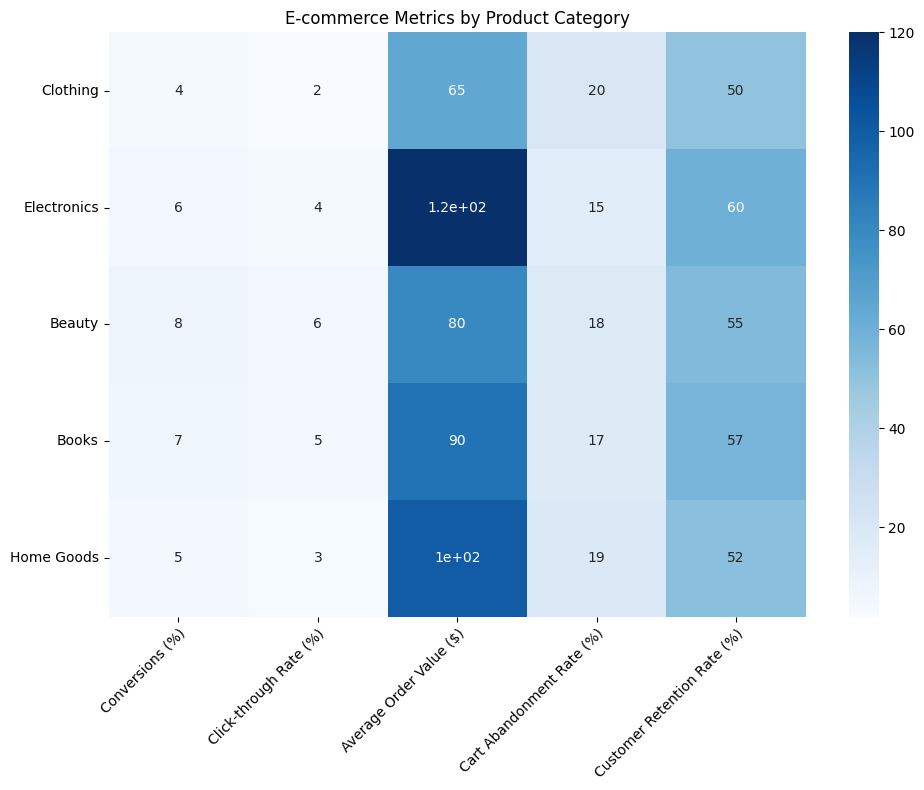 E-commerce Metrics by Product Category
Clothing 4 2 65 20 50
Electronics 6 4 1.2e+02 15 60
Beauty 8 6 80 18 55
Books 7 5 90 17 57
Home Goods 5 3 1e+02 19 52
Conversions (%)
Click-through Rate (%)
Average Order Value ($)
Cart Abandonment Rate (%)
Customer Retention Rate (%)
120
100
80
60
40
20